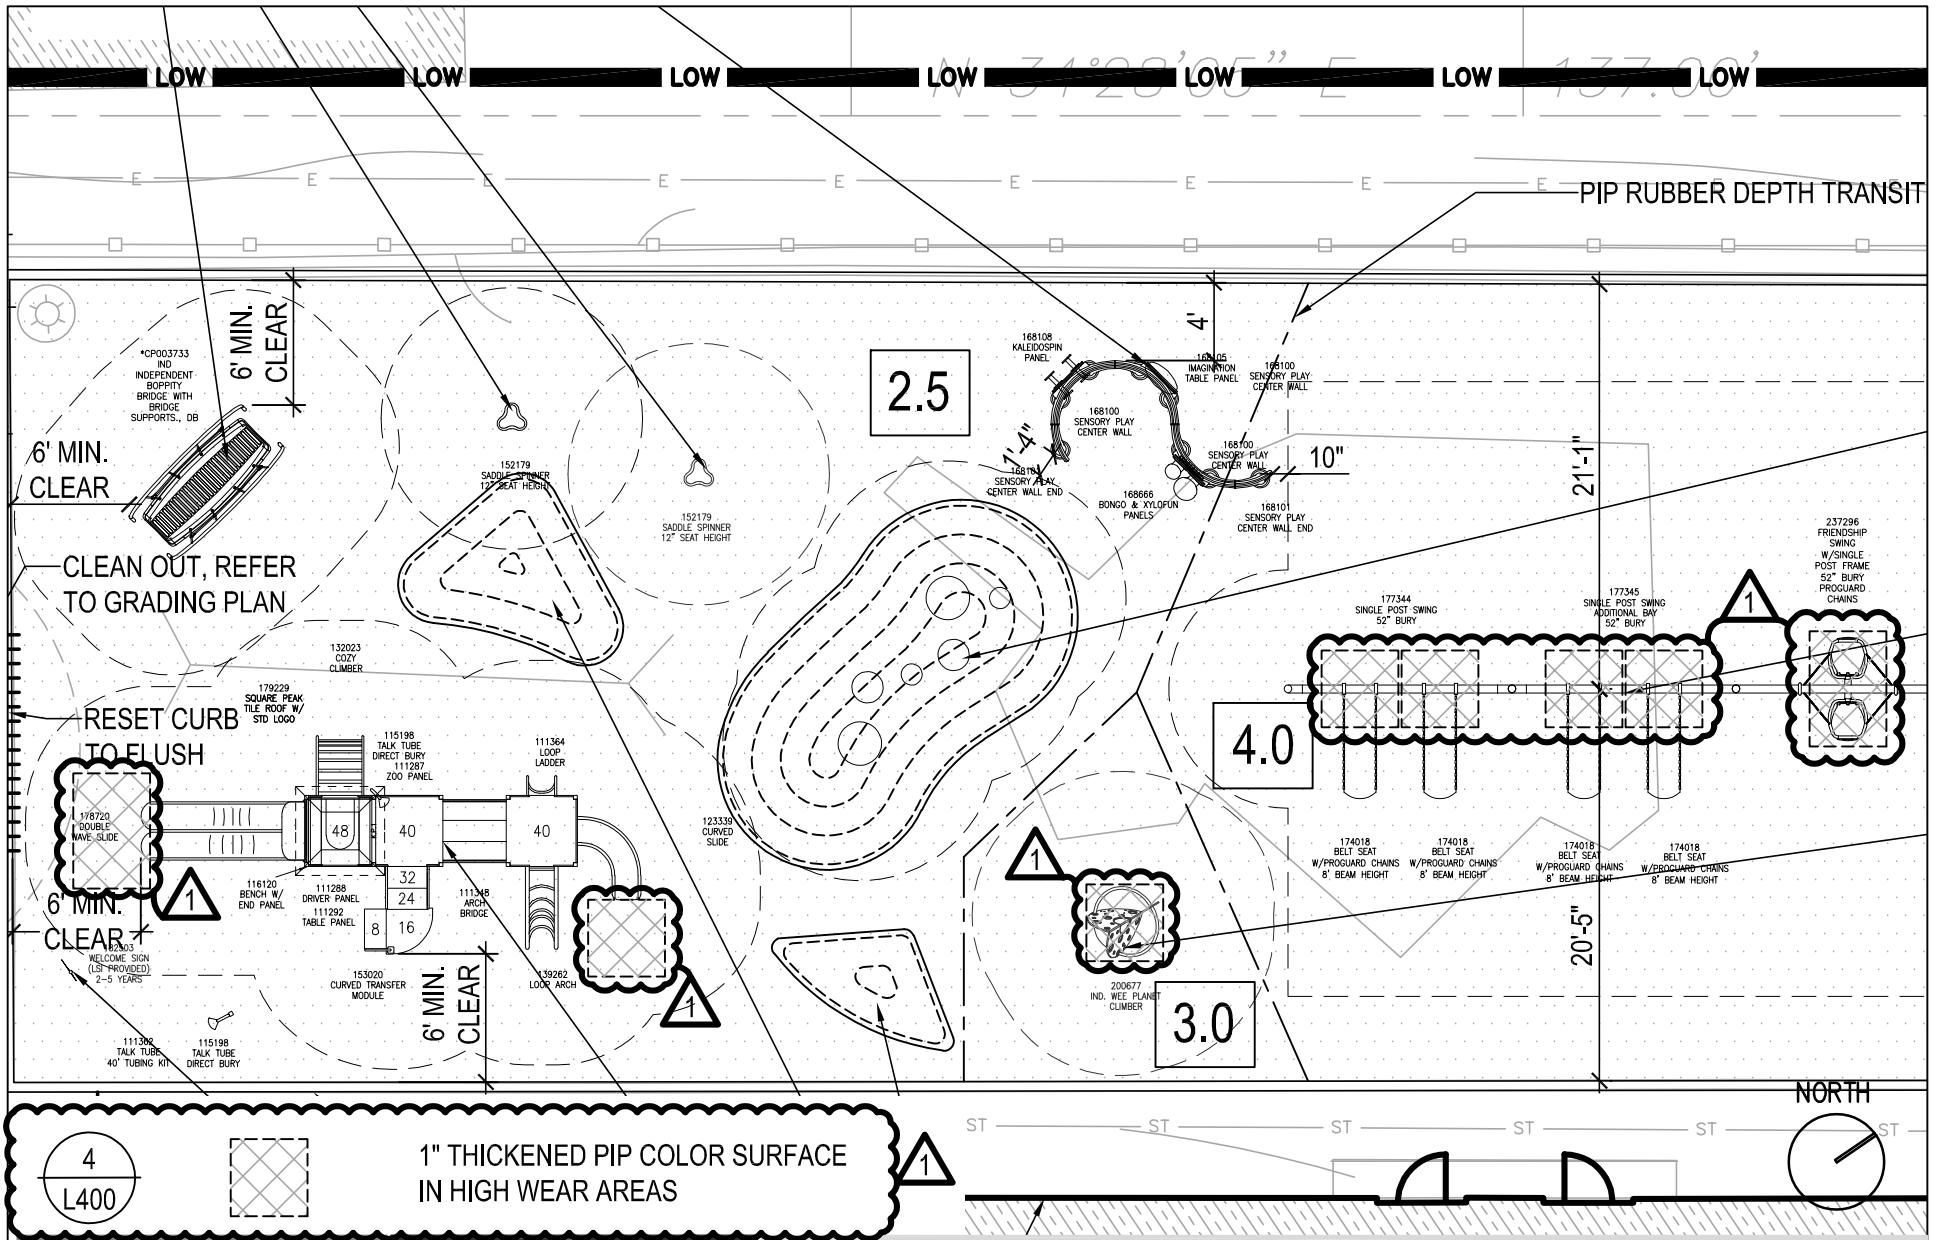 LOW LOW LOW LOW LOW LOW LOW
N 31°28'05" E 137.00'
E E E E E E E E E
PIP RUBBER DEPTH TRANSIT
6' MIN.
CLEAR
*CP003733
IND
INDEPENDENT
BOPPITY
BRIDGE WITH
BRIDGE
SUPPORTS., DB
6' MIN.
CLEAR
CLEAN OUT, REFER
TO GRADING PLAN
152179
SADDLE SPINNER
12" SEAT HEIGHT
152179
SADDLE SPINNER
12" SEAT HEIGHT
2.5
168108
KALEIDOSPIN
PANEL
4'
168105
IMAGINATION
TABLE PANEL
168100
SENSORY PLAY
CENTER WALL
168100
SENSORY PLAY
CENTER WALL
1'-4"
168101
SENSORY PLAY
CENTER WALL END
168100
SENSORY PLAY
CENTER WALL
10"
168666
BONGO & XYLOFUN
PANELS
168101
SENSORY PLAY
CENTER WALL END
21'-1"
237296
FRIENDSHIP
SWING
W/SINGLE
POST FRAME
52" BURY
PROGUARD
CHAINS
177344
SINGLE POST SWING
52" BURY
177345
SINGLE POST SWING
ADDITIONAL BAY
52" BURY
1
132023
COZY
CLIMBER
179229
SQUARE PEAK
TILE ROOF W/
STD LOGO
RESET CURB
TO FLUSH
115198
TALK TUBE
DIRECT BURY
111287
ZOO PANEL
111364
LOOP
LADDER
4.0
178720
DOUBLE
WAVE SLIDE
48
40
40
123339
CURVED
SLIDE
32
24
16
8
116120
BENCH W/
END PANEL
111288
DRIVER PANEL
111292
TABLE PANEL
111348
ARCH
BRIDGE
1
1
174018
BELT SEAT
W/PROGUARD CHAINS
8' BEAM HEIGHT
174018
BELT SEAT
W/PROGUARD CHAINS
8' BEAM HEIGHT
174018
BELT SEAT
W/PROGUARD CHAINS
8' BEAM HEIGHT
174018
BELT SEAT
W/PROGUARD CHAINS
8' BEAM HEIGHT
6' MIN.
CLEAR
182503
WELCOME SIGN
(LSI PROVIDED)
2-5 YEARS
153020
CURVED TRANSFER
MODULE
6' MIN.
CLEAR
139262
LOOP ARCH
1
200677
IND. WEE PLANET
CLIMBER
3.0
20'-5"
111362
TALK TUBE
40' TUBING KIT
115198
TALK TUBE
DIRECT BURY
NORTH
ST ST ST ST ST ST
4
L400
1" THICKENED PIP COLOR SURFACE
IN HIGH WEAR AREAS
1